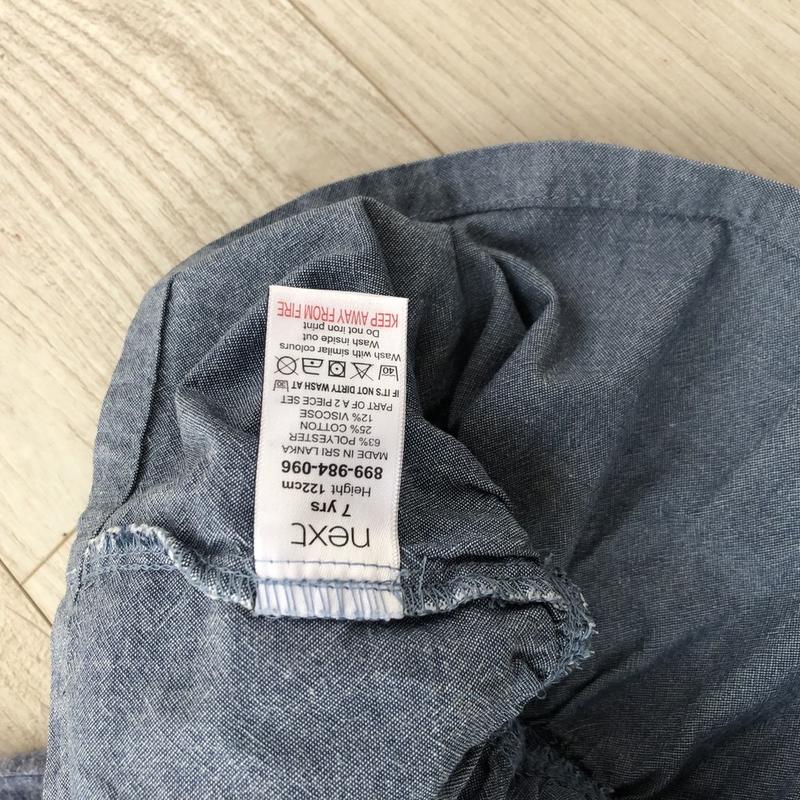 next
7 yrs
Height 122cm
899-984-096
MADE IN SRI LANKA
63% POLYESTER
25% COTTON
12% VISCOSE
PART OF A 2 PIECE SET
IF IT'S NOT DIRTY WASH AT 30
40
Wash with similar colours
Wash inside out
Do not iron print
KEEP AWAY FROM FIRE